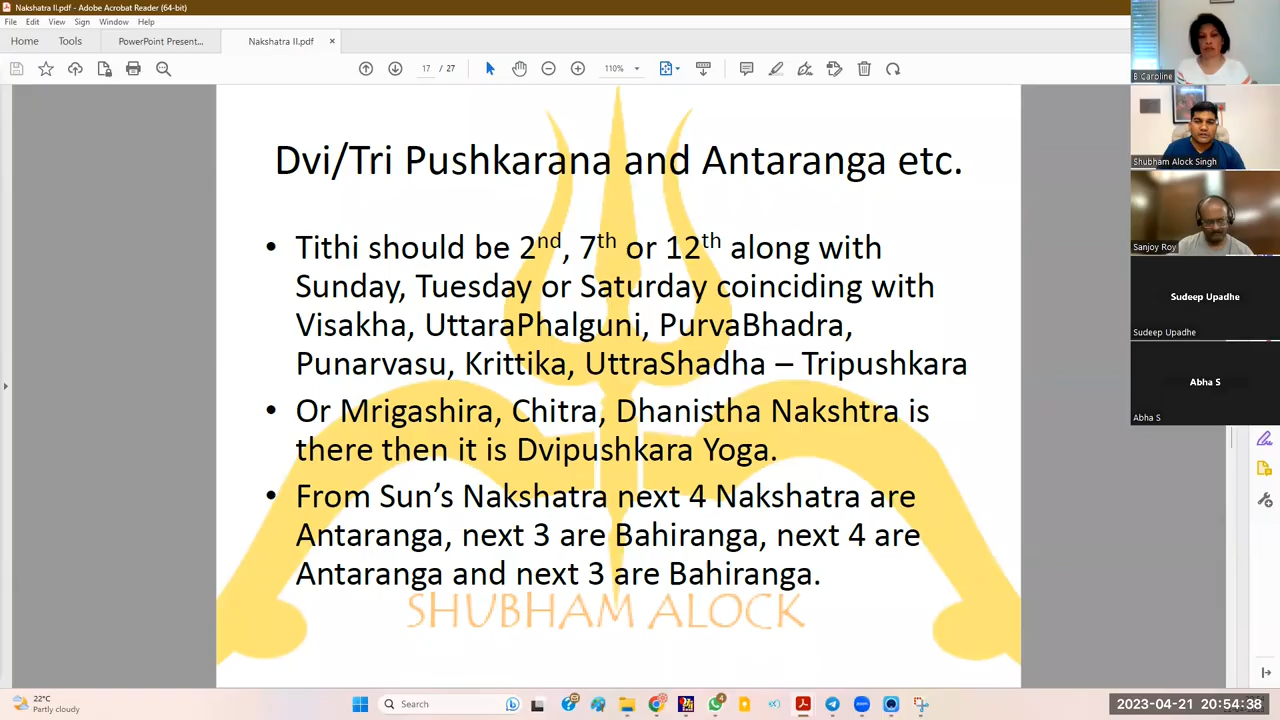 Nakshatra II.pdf - Adobe Acrobat Reader (64-bit)
File Edit View Sign Window Help
Home Tools PowerPoint Present... Nakshatra II.pdf ×
17 110%
Dvi/Tri Pushkarana and Antaranga etc.
• Tithi should be 2nd, 7th or 12th along with
Sunday, Tuesday or Saturday coinciding with
Visakha, UttaraPhalguni, PurvaBhadra,
Punarvasu, Krittika, UttraShadha – Tripushkara
• Or Mrigashira, Chitra, Dhanistha Nakshtra is
there then it is Dvipushkara Yoga.
• From Sun's Nakshatra next 4 Nakshatra are
Antaranga, next 3 are Bahiranga, next 4 are
Antaranga and next 3 are Bahiranga.
SHUBHAM ALOCK
B Caroline
Shubham Alock Singh
Sanjoy Roy
Sudeep Upadhe
Sudeep Upadhe
Abha S
Abha S
22°C
Partly cloudy
Search
2023-04-21 20:54:38